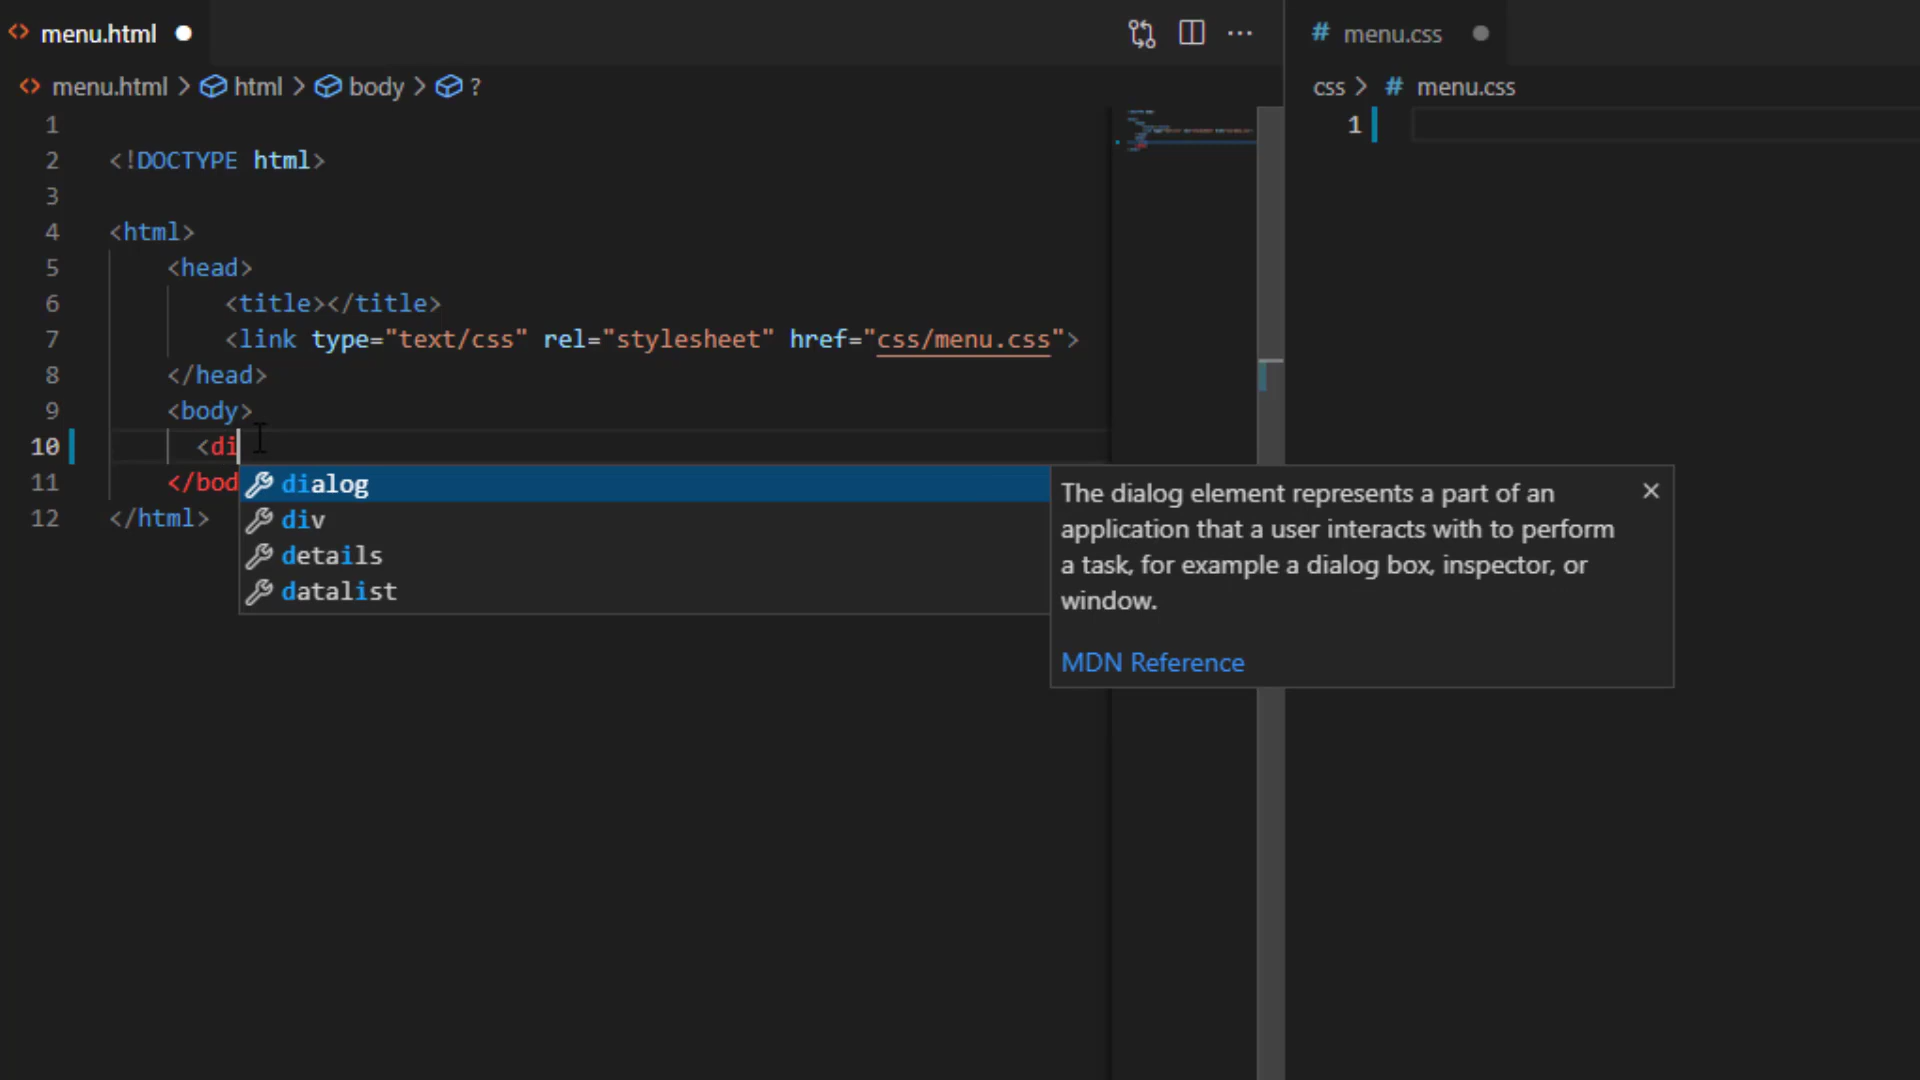 menu.html
menu.html > html > body > ?
1
2 <!DOCTYPE html>
3
4 <html>
5 <head>
6 <title></title>
7 <link type="text/css" rel="stylesheet" href="css/menu.css">
8 </head>
9 <body>
10 <di
11 </bod
12 </html>
dialog
div
details
datalist
The dialog element represents a part of an
application that a user interacts with to perform
a task, for example a dialog box, inspector, or
window.
MDN Reference
# menu.css
css > # menu.css
1